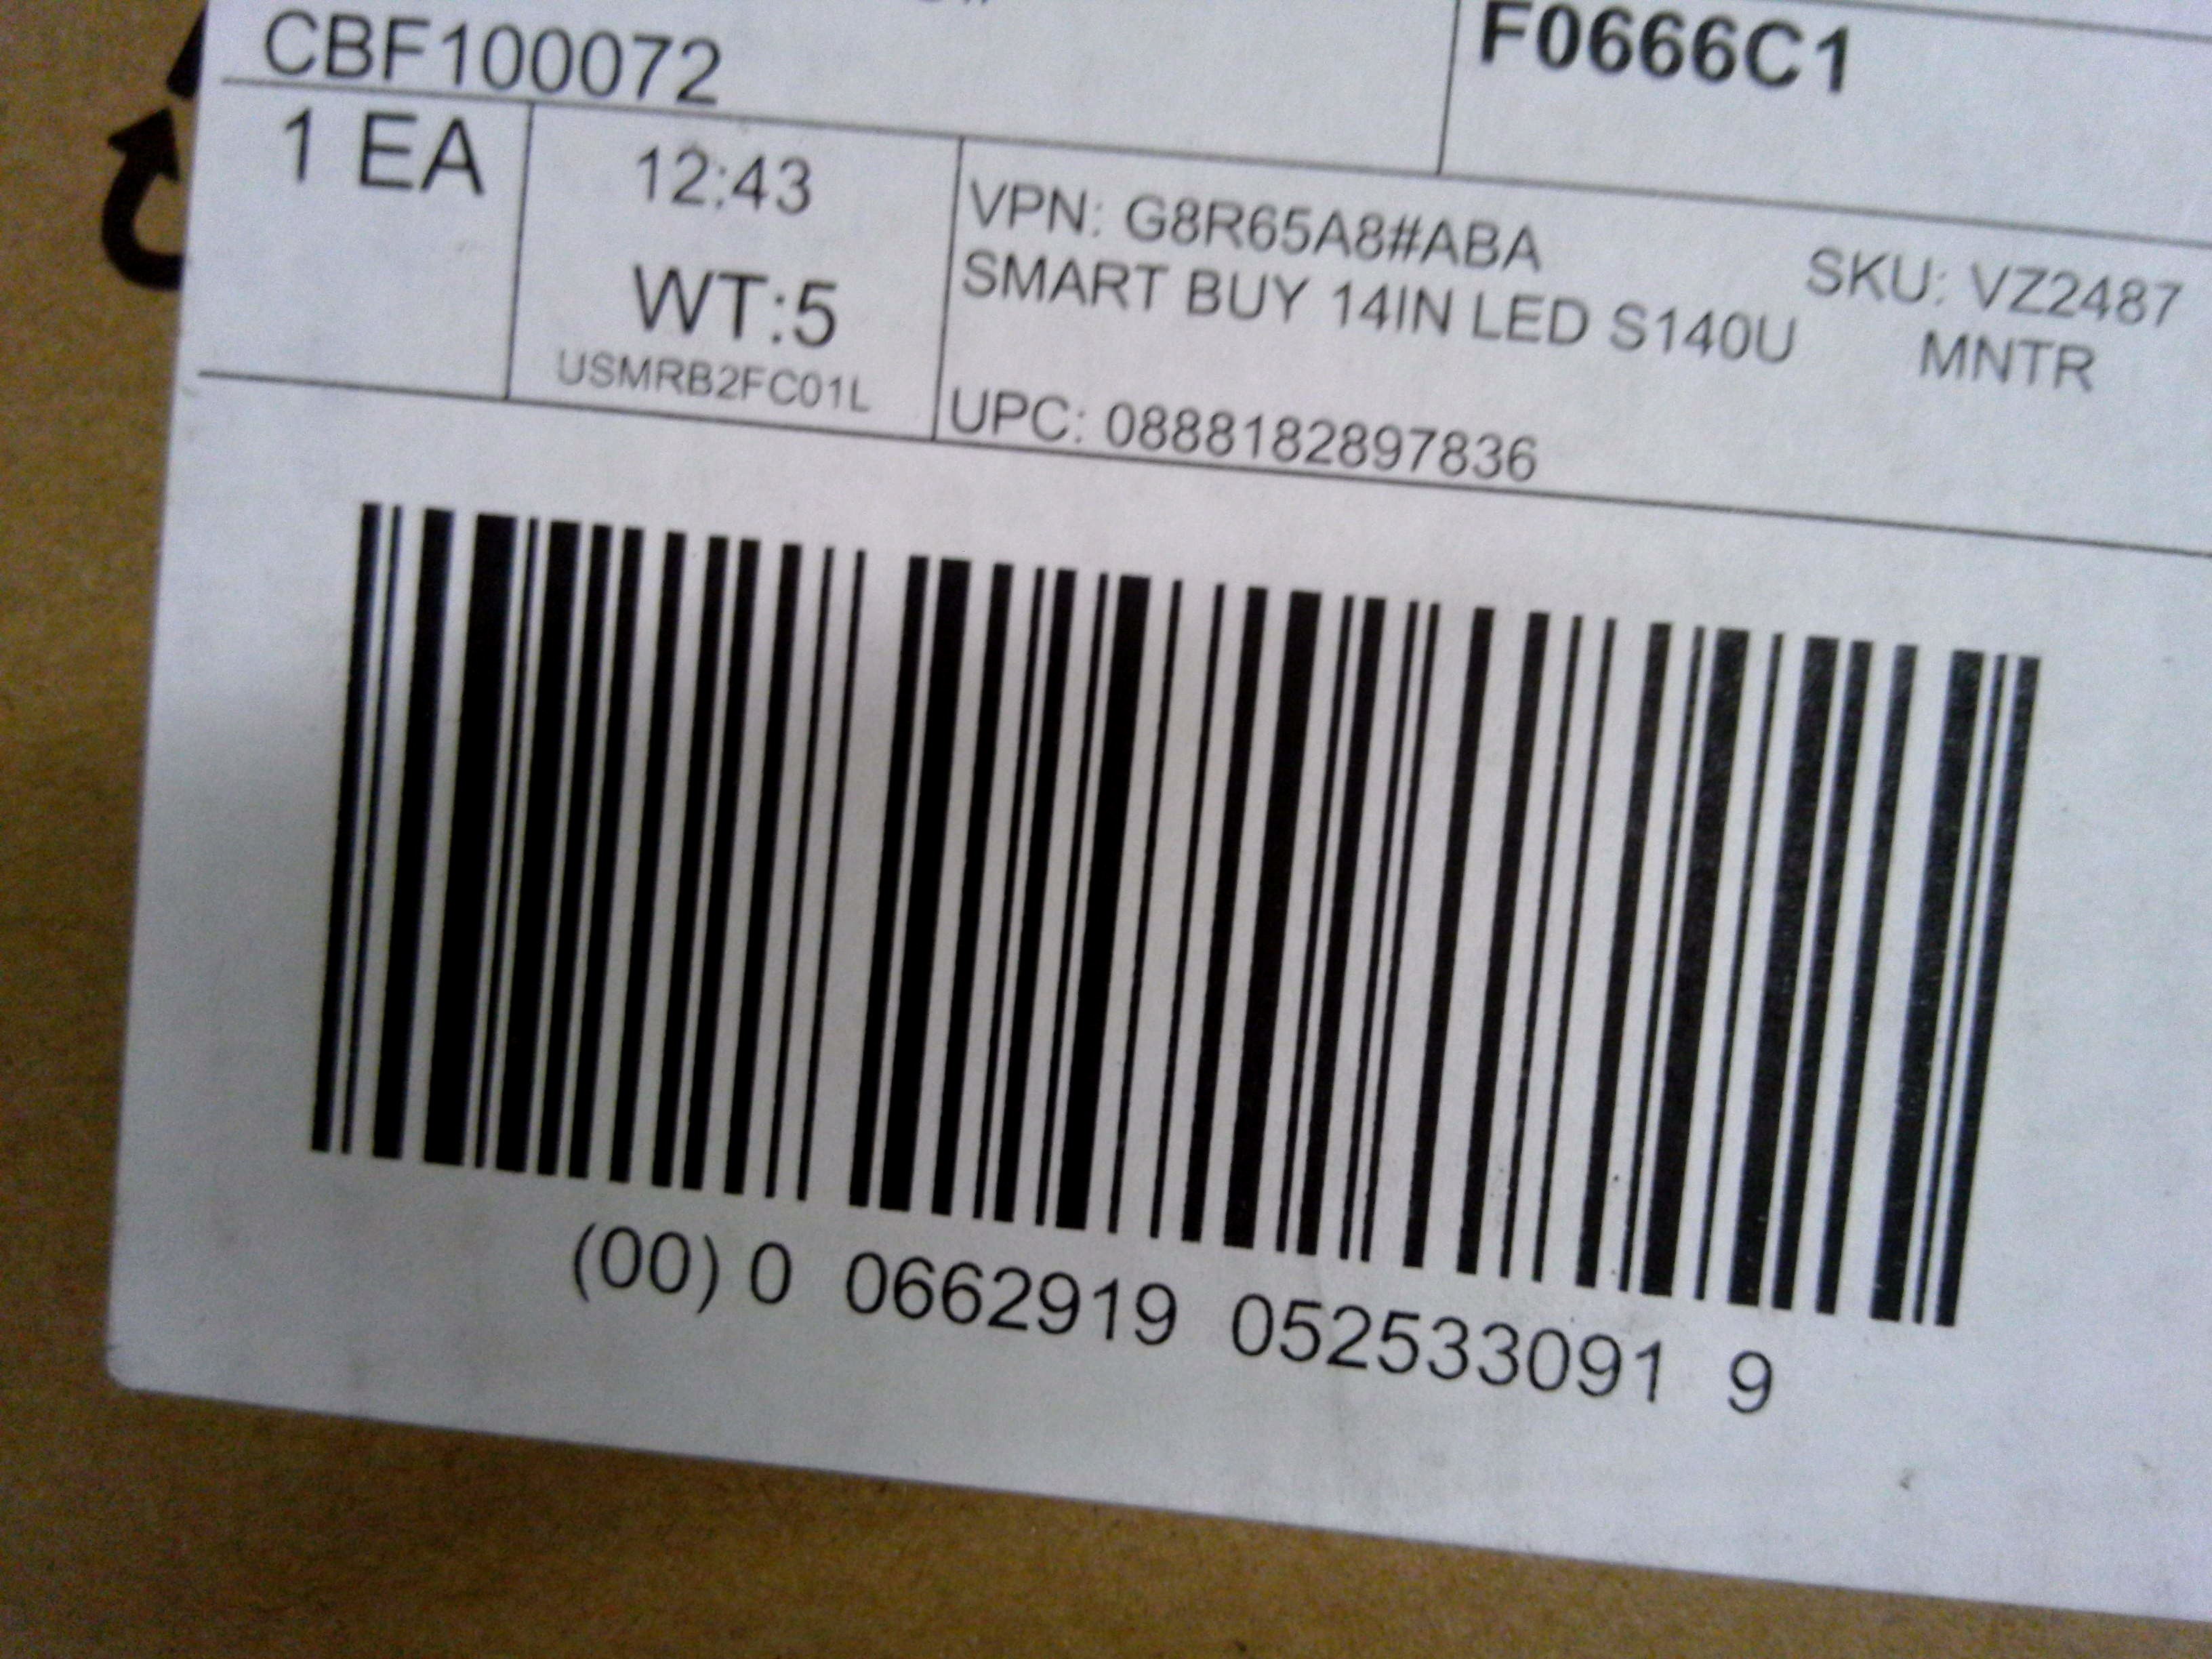 CBF100072
F0666C1
1 EA
12:43
WT:5
USMRB2FC01L
VPN: G8R65A8#ABA SKU: VZ2487
SMART BUY 14IN LED S140U MNTR
UPC: 0888182897836
(00) 0 0662919 052533091 9